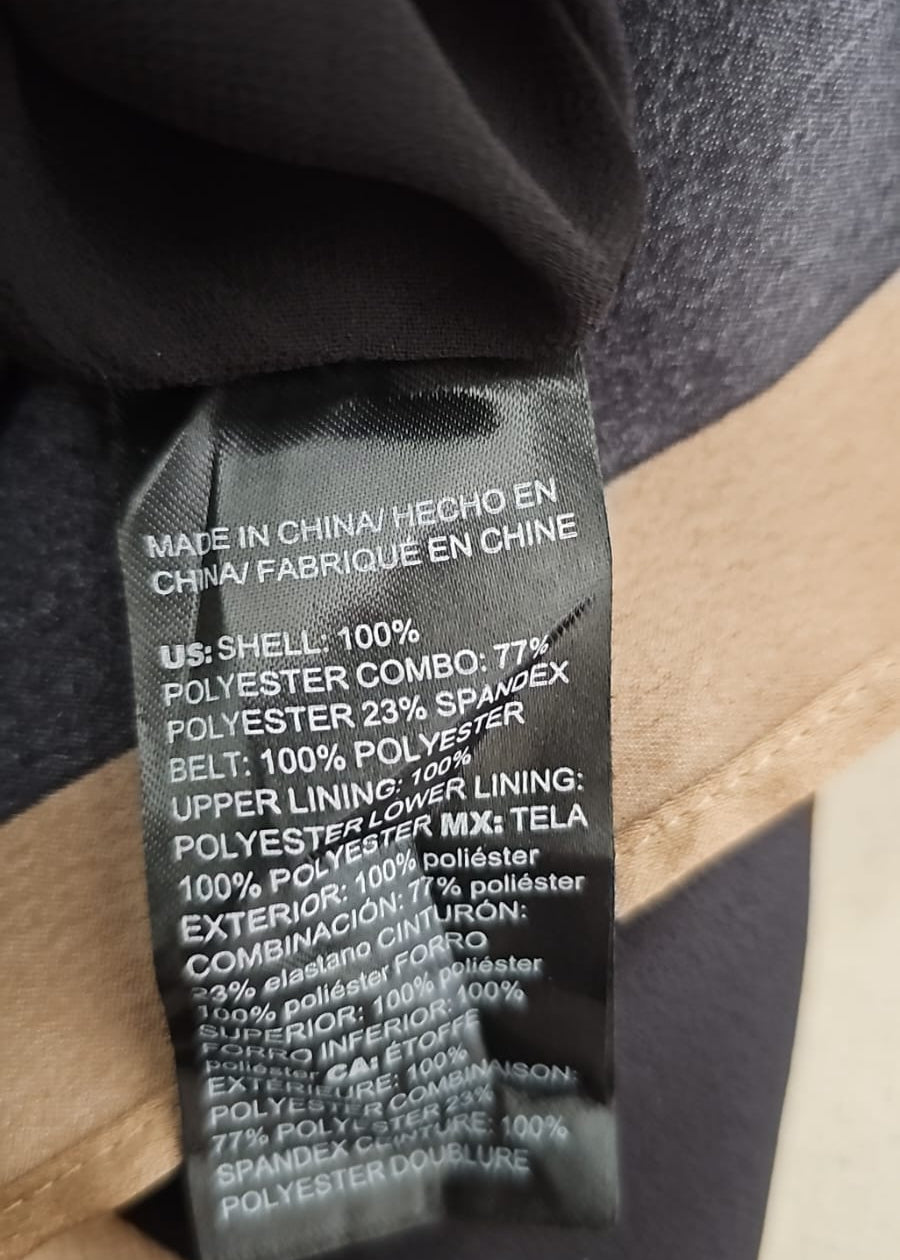 MADE IN CHINA/ HECHO EN
CHINA/ FABRIQUÉ EN CHINE
US: SHELL: 100%
POLYESTER COMBO: 77%
POLYESTER 23% SPANDEX
BELT: 100% POLYESTER
UPPER LINING: 100%
POLYESTER LOWER LINING:
100% POLYESTER MX: TELA
EXTERIOR: 100% poliéster
COMBINACIÓN: 77% poliéster
23% elastano CINTURÓN:
100% poliéster FORRO
SUPERIOR: 100% poliéster
FORRO INFERIOR: 100%
poliéster CA: ÉTOFFE
EXTÉRIEURE: 100%
POLYESTER COMBINAISON:
77% POLYESTER 23%
SPANDEX CEINTURE: 100%
POLYESTER DOUBLURE